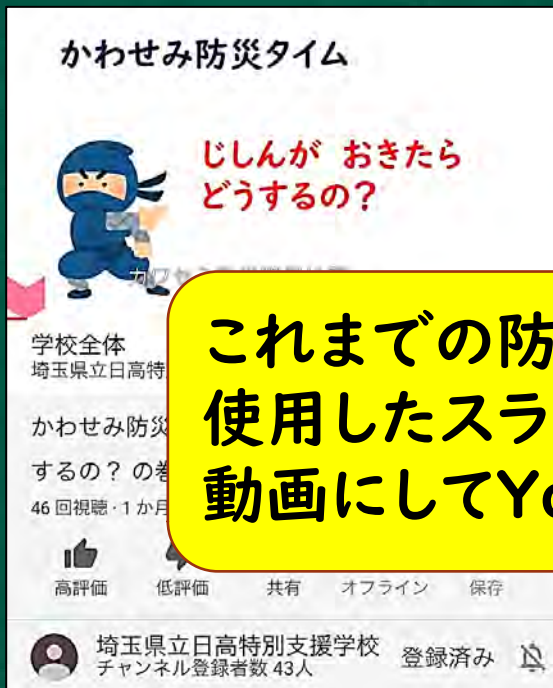 かわせみ防災タイム
じしんが おきたら
どうするの？
学校全体
埼玉県立日高特
これまでの防
使用したスラ
動画にしてYo
かわせみ防災
するの？ の巻
46 回視聴・1 か月
高評価 低評価 共有 オフライン 保存
埼玉県立日高特別支援学校
チャンネル登録者数 43人
登録済み